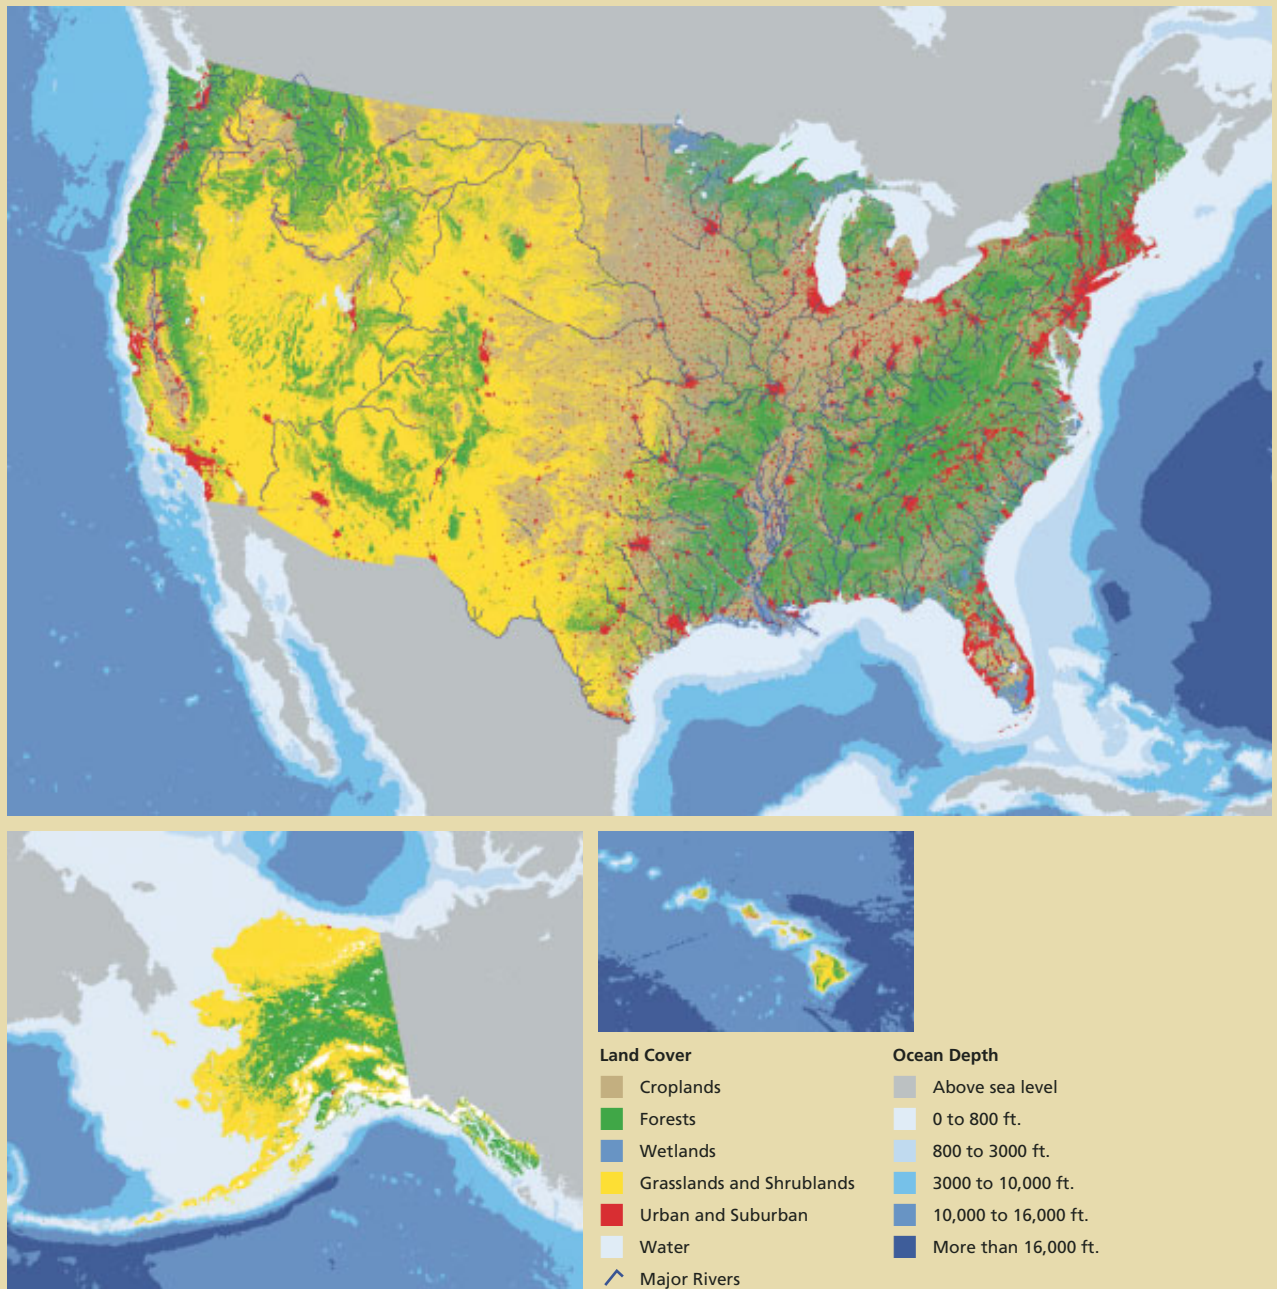 Land Cover
Croplands
Forests
Wetlands
Grasslands and Shrublands
Urban and Suburban
Water
Major Rivers
Ocean Depth
Above sea level
0 to 800 ft.
800 to 3000 ft.
3000 to 10,000 ft.
10,000 to 16,000 ft.
More than 16,000 ft.